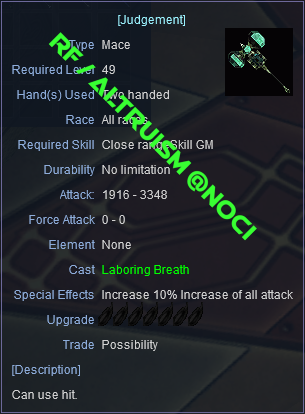 [Judgement]
Type Mace
Required Level 49
Hand(s) Used Two handed
Race All races
Required Skill Close rangeSkill GM
Durability No limitation
Attack: 1916 - 3348
Force Attack 0 - 0
Element None
Cast Laboring Breath
Special Effects Increase 10% Increase of all attack
Upgrade
Trade Possibility
[Description]
Can use hit.
RF - ALTRUISM @NOCI